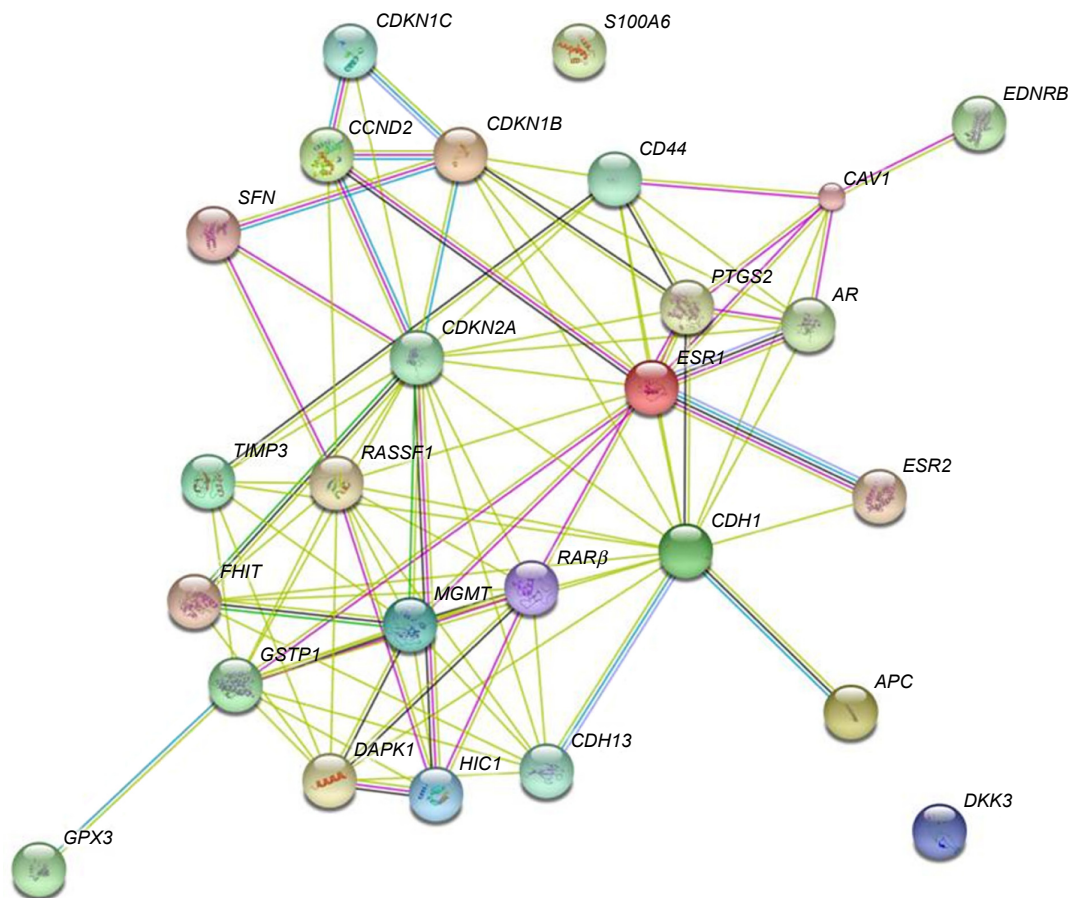 CDKN1C
S100A6
EDNRB
CCND2
CDKN1B
CD44
CAV1
SFN
PTGS2
AR
CDKN2A
ESR1
TIMP3
RASSF1
ESR2
CDH1
FHIT
RARβ
MGMT
GSTP1
APC
DAPK1
HIC1
CDH13
DKK3
GPX3